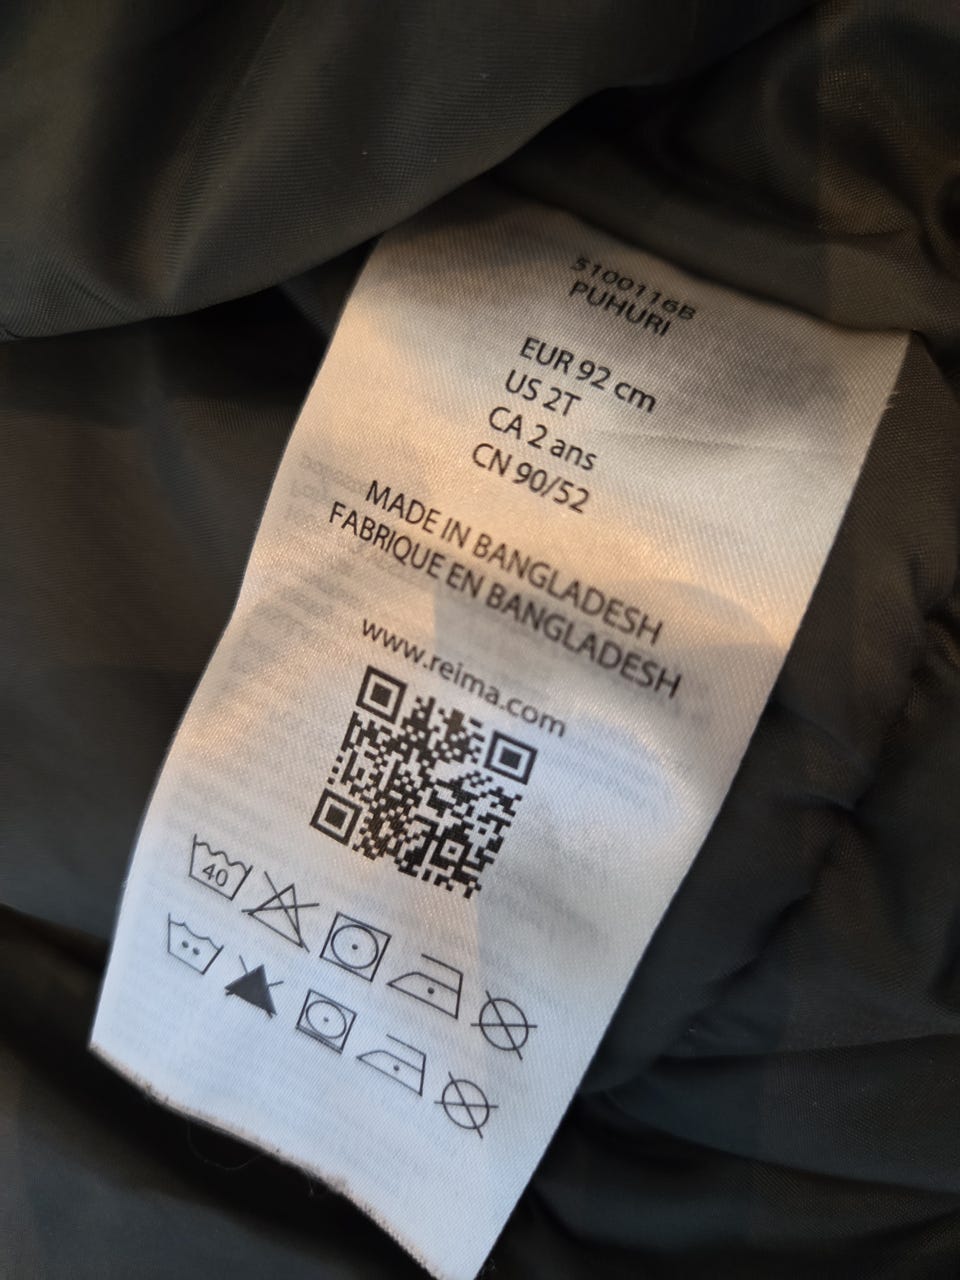 5100116B
PUHURI
EUR 92 cm
US 2T
CA 2 ans
CN 90/52
MADE IN BANGLADESH
FABRIQUE EN BANGLADESH
www.reima.com
40